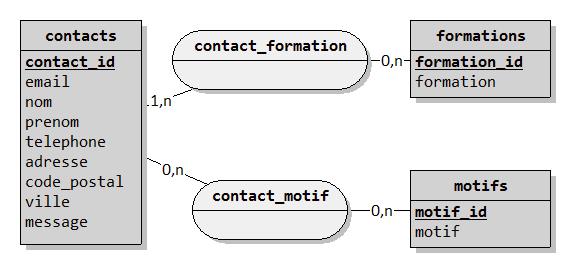 contacts
contact_id
email
nom
prenom
telephone
adresse
code_postal
ville
message
contact_formation
1,n
0,n
formations
formation_id
formation
0,n
contact_motif
0,n
motifs
motif_id
motif